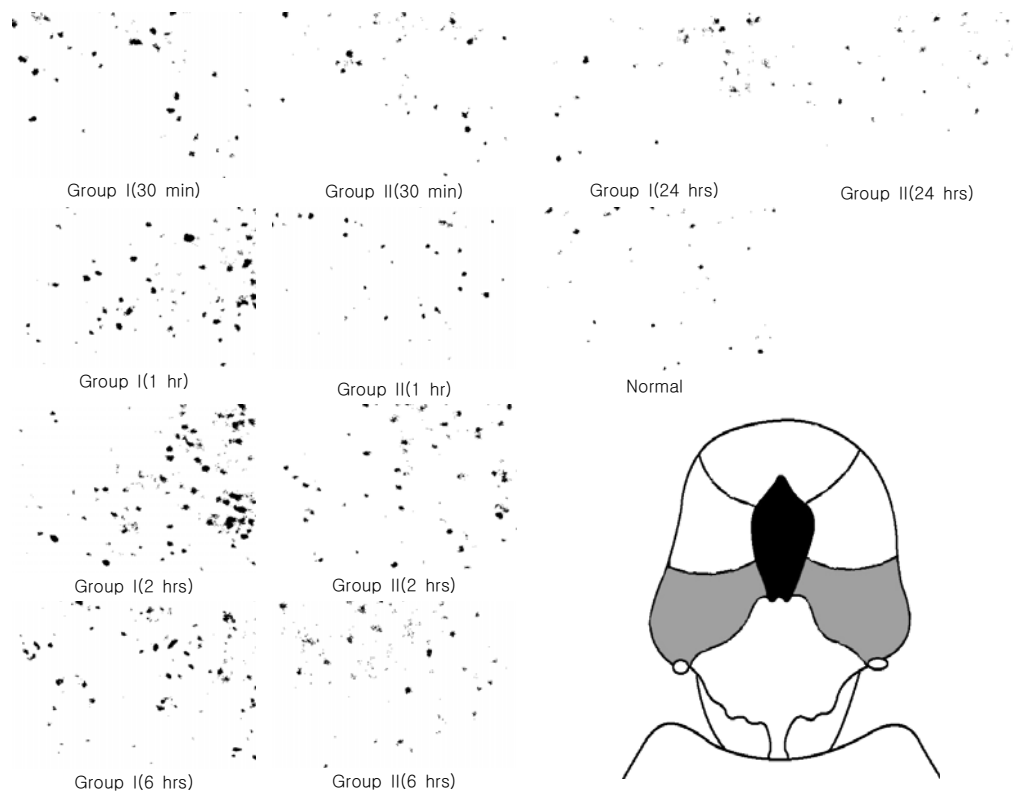 Group I(30 min)
Group II(30 min)
Group I(24 hrs)
Group II(24 hrs)
Group I(1 hr)
Group II(1 hr)
Normal
Group I(2 hrs)
Group II(2 hrs)
Group I(6 hrs)
Group II(6 hrs)